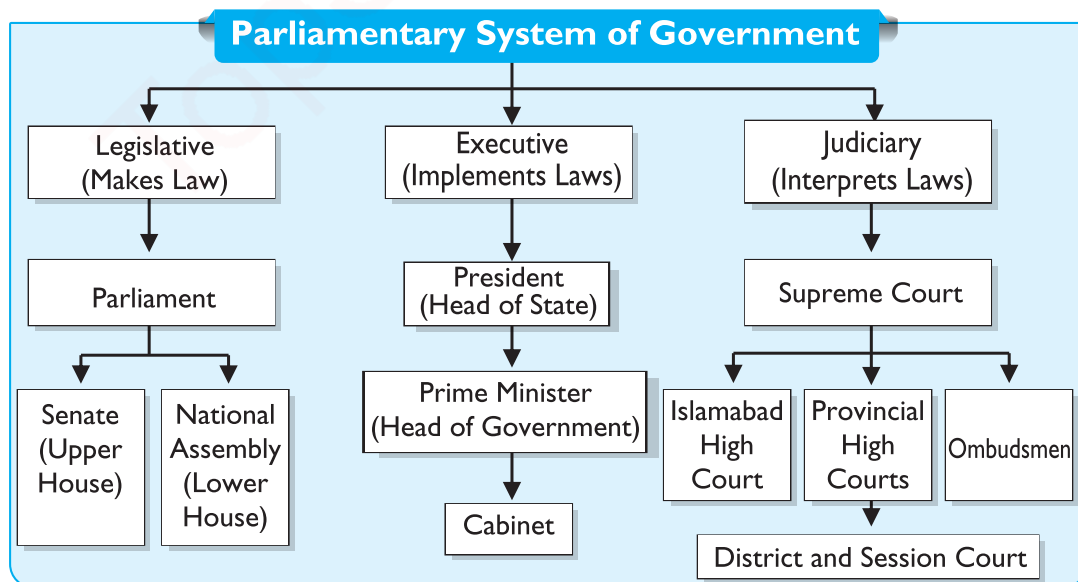 Parliamentary System of Government
Legislative
(Makes Law)
Executive
(Implements Laws)
Judiciary
(Interprets Laws)
Parliament
President
(Head of State)
Supreme Court
Senate
(Upper
House)
National
Assembly
(Lower
House)
Prime Minister
(Head of Government)
Cabinet
Islamabad
High
Court
Provincial
High
Courts
Ombudsmen
District and Session Court